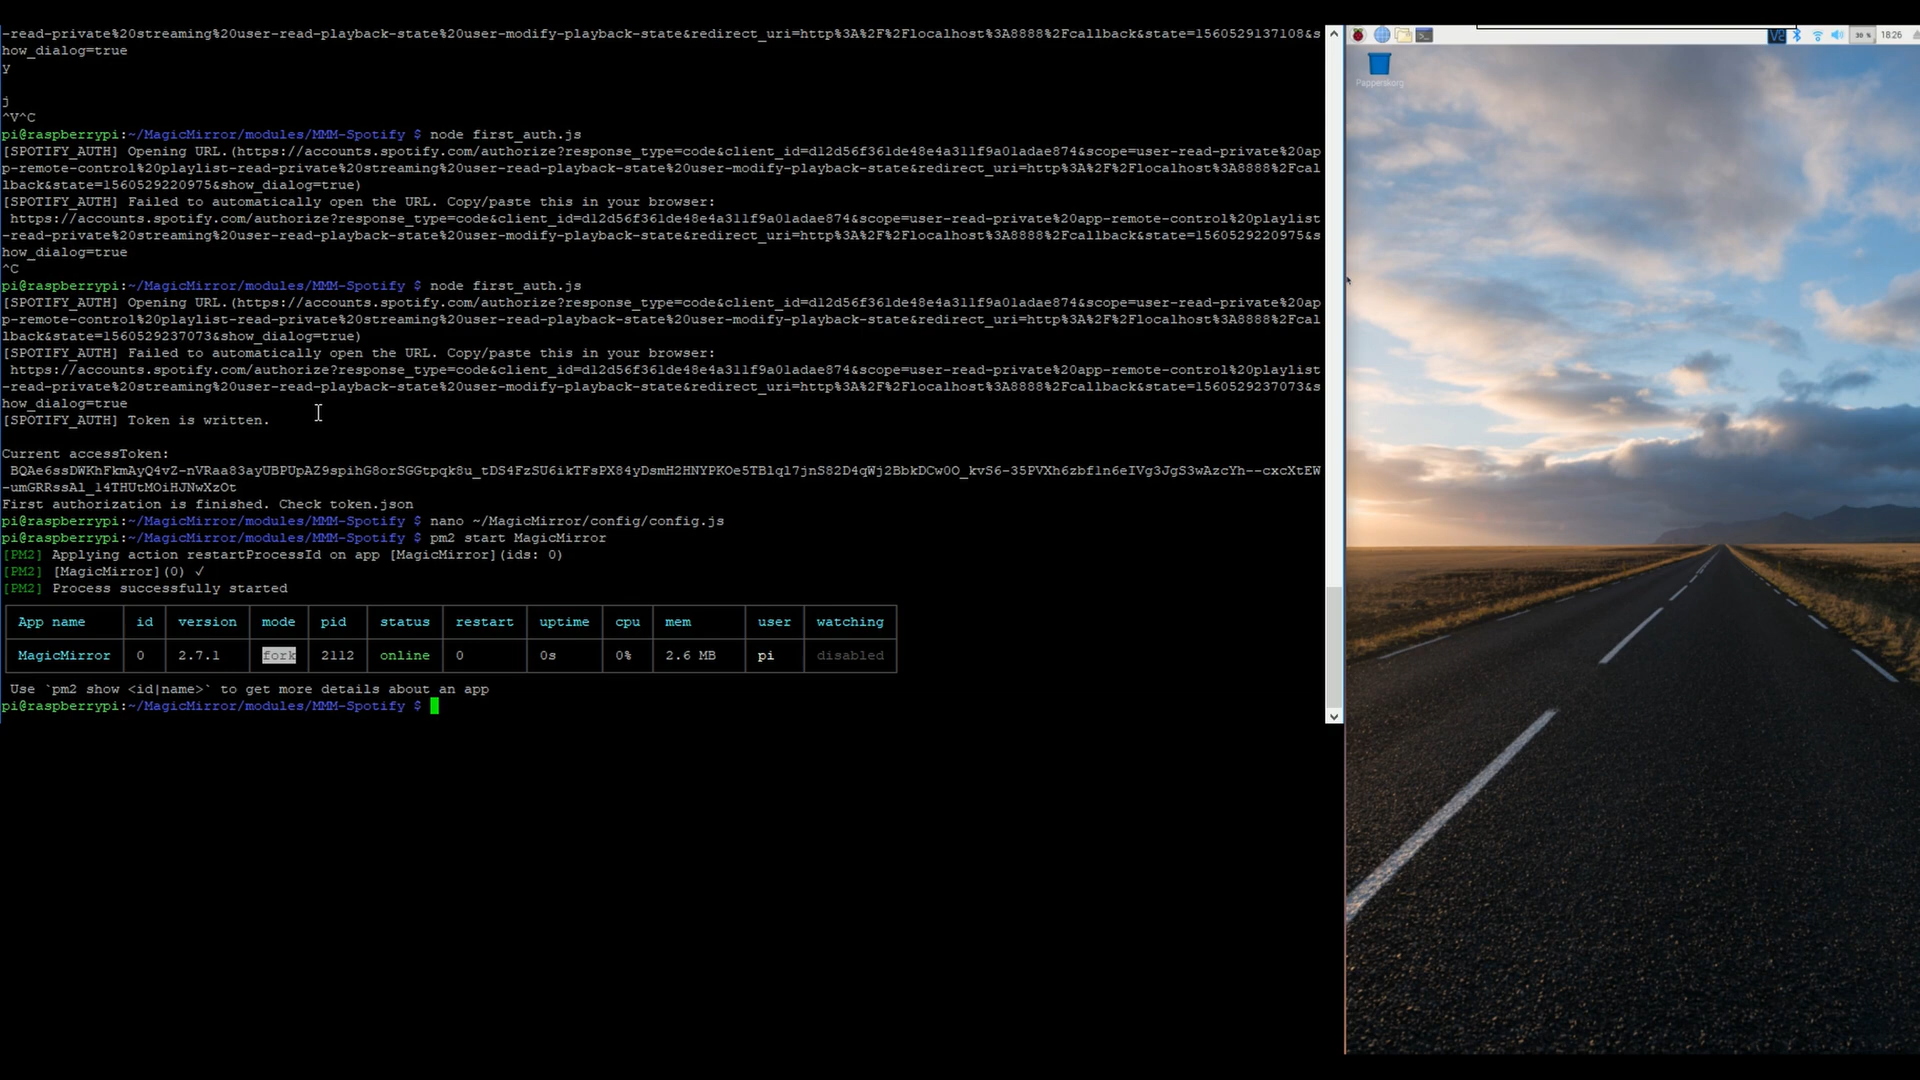 -read-private%20streaming%20user-read-playback-state%20user-modify-playback-state&redirect_uri=http%3A%2F%2Flocalhost%3A8888%2Fcallback&state=1560529137108&s
how_dialog=true
y
j
^V^C
pi@raspberrypi:~/MagicMirror/modules/MMM-Spotify $ node first_auth.js
[SPOTIFY_AUTH] Opening URL.(https://accounts.spotify.com/authorize?response_type=code&client_id=d12d56f361de48e4a311f9a01adae874&scope=user-read-private%20ap
p-remote-control%20playlist-read-private%20streaming%20user-read-playback-state%20user-modify-playback-state&redirect_uri=http%3A%2F%2Flocalhost%3A8888%2Fcal
lback&state=1560529220975&show_dialog=true)
[SPOTIFY_AUTH] Failed to automatically open the URL. Copy/paste this in your browser:
https://accounts.spotify.com/authorize?response_type=code&client_id=d12d56f361de48e4a311f9a01adae874&scope=user-read-private%20app-remote-control%20playlist
-read-private%20streaming%20user-read-playback-state%20user-modify-playback-state&redirect_uri=http%3A%2F%2Flocalhost%3A8888%2Fcallback&state=1560529220975&s
how_dialog=true
^C
pi@raspberrypi:~/MagicMirror/modules/MMM-Spotify $ node first_auth.js
[SPOTIFY_AUTH] Opening URL.(https://accounts.spotify.com/authorize?response_type=code&client_id=d12d56f361de48e4a311f9a01adae874&scope=user-read-private%20ap
p-remote-control%20playlist-read-private%20streaming%20user-read-playback-state%20user-modify-playback-state&redirect_uri=http%3A%2F%2Flocalhost%3A8888%2Fcal
lback&state=1560529237073&show_dialog=true)
[SPOTIFY_AUTH] Failed to automatically open the URL. Copy/paste this in your browser:
https://accounts.spotify.com/authorize?response_type=code&client_id=d12d56f361de48e4a311f9a01adae874&scope=user-read-private%20app-remote-control%20playlist
-read-private%20streaming%20user-read-playback-state%20user-modify-playback-state&redirect_uri=http%3A%2F%2Flocalhost%3A8888%2Fcallback&state=1560529237073&s
how_dialog=true
[SPOTIFY_AUTH] Token is written.
Current accessToken:
BQAe6ssDWKhFkmAyQ4vZ-nVRaa83ayUBPUpAZ9spihG8orSGGtpqk8u_tDS4FzSU6ikTFsPX84yDsmH2HNYPKOe5TB1ql7jnS82D4qWj2BbkDCw0O_kvS6-35PVXh6zbf1n6eIVg3JgS3wAzcYh--cxcXtEW
-umGRRssAl_14THUtMOiHJNwXzOt
First authorization is finished. Check token.json
pi@raspberrypi:~/MagicMirror/modules/MMM-Spotify $ nano ~/MagicMirror/config/config.js
pi@raspberrypi:~/MagicMirror/modules/MMM-Spotify $ pm2 start MagicMirror
[PM2] Applying action restartProcessId on app [MagicMirror](ids: 0)
[PM2] [MagicMirror](0) ✓
[PM2] Process successfully started
App name id version mode pid status restart uptime cpu mem user watching
MagicMirror 0 2.7.1 fork 2112 online 0 0s 0% 2.6 MB pi disabled
Use `pm2 show <id|name>` to get more details about an app
pi@raspberrypi:~/MagicMirror/modules/MMM-Spotify $
30 %
18:26
Papperskorg